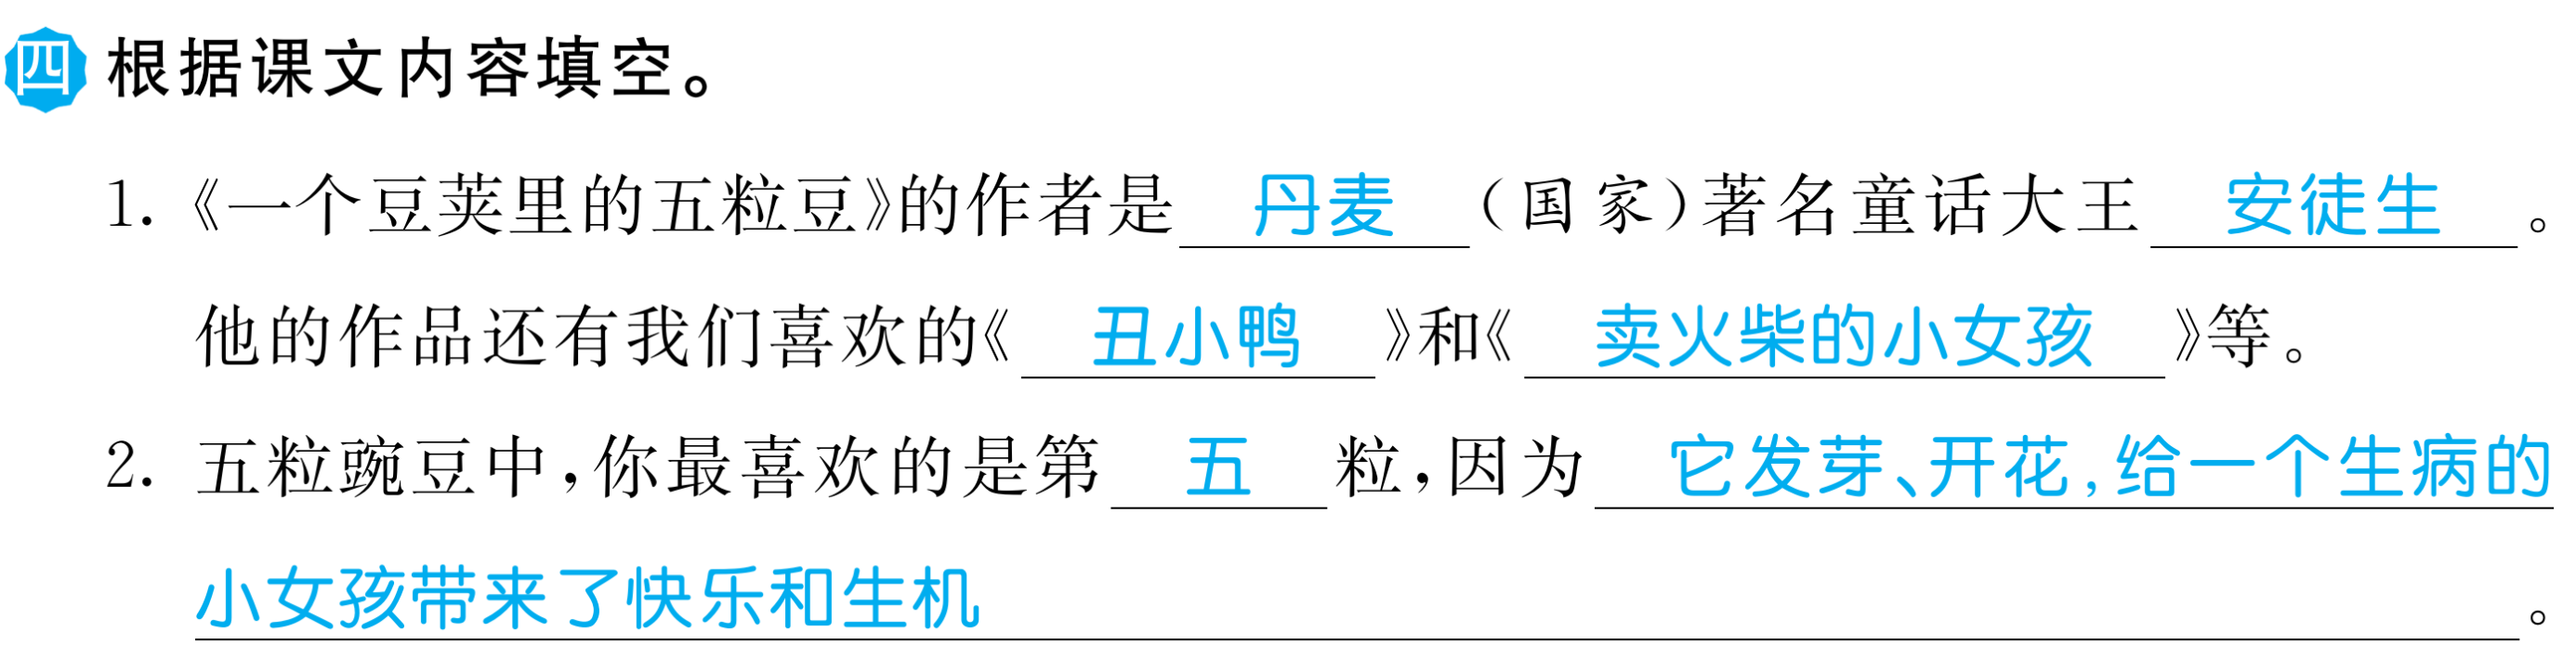 四 根据课文内容填空。
1. 《一个豆荚里的五粒豆》的作者是 丹麦 （国家）著名童话大王 安徒生 。
他的作品还有我们喜欢的《 丑小鸭 》和《 卖火柴的小女孩 》等。
2. 五粒豌豆中，你最喜欢的是第 五 粒，因为 它发芽、开花，给一个生病的
小女孩带来了快乐和生机 。